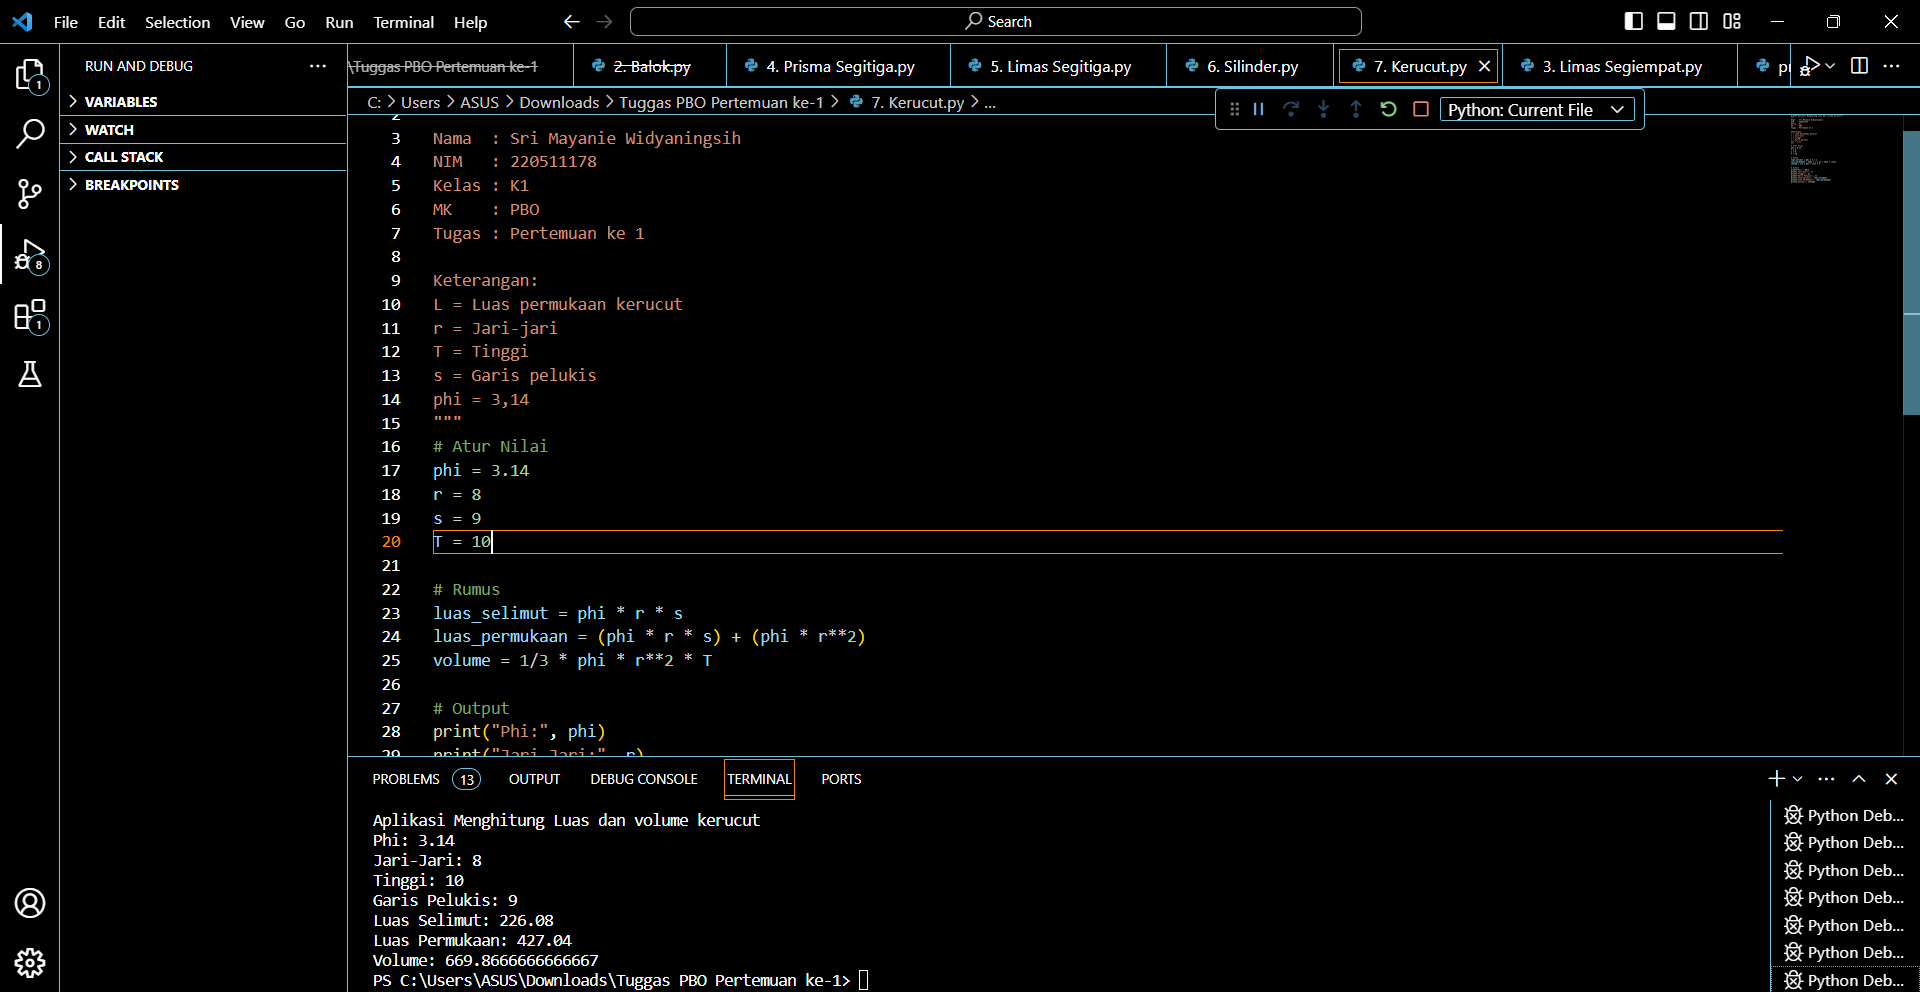 File Edit Selection View Go Run Terminal Help
Search
RUN AND DEBUG
VARIABLES
WATCH
CALL STACK
BREAKPOINTS
1
8
1
\Tuggas PBO Pertemuan ke-1
2. Balok.py
4. Prisma Segitiga.py
5. Limas Segitiga.py
6. Silinder.py
7. Kerucut.py
3. Limas Segiempat.py
C: > Users > ASUS > Downloads > Tuggas PBO Pertemuan ke-1 > 7. Kerucut.py > ...
Python: Current File
2
3 Nama  : Sri Mayanie Widyaningsih
4 NIM   : 220511178
5 Kelas : K1
6 MK    : PBO
7 Tugas : Pertemuan ke 1
8
9 Keterangan:
10 L = Luas permukaan kerucut
11 r = Jari-jari
12 T = Tinggi
13 s = Garis pelukis
14 phi = 3,14
15 """
16 # Atur Nilai
17 phi = 3.14
18 r = 8
19 s = 9
20 T = 10
21
22 # Rumus
23 luas_selimut = phi * r * s
24 luas_permukaan = (phi * r * s) + (phi * r**2)
25 volume = 1/3 * phi * r**2 * T
26
27 # Output
28 print("Phi:", phi)
29 print("Jari-Jari:", r)
PROBLEMS 13 OUTPUT DEBUG CONSOLE TERMINAL PORTS
Aplikasi Menghitung Luas dan volume kerucut
Phi: 3.14
Jari-Jari: 8
Tinggi: 10
Garis Pelukis: 9
Luas Selimut: 226.08
Luas Permukaan: 427.04
Volume: 669.8666666666667
PS C:\Users\ASUS\Downloads\Tuggas PBO Pertemuan ke-1>
Python Deb...
Python Deb...
Python Deb...
Python Deb...
Python Deb...
Python Deb...
Python Deb...